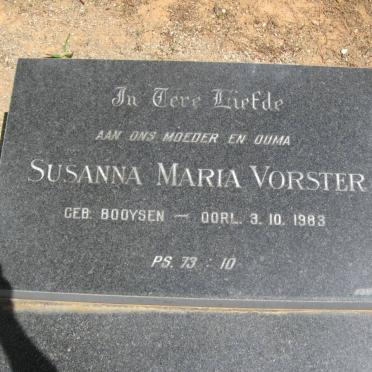 In Tere Liefde
AAN ONS MOEDER EN OUMA
SUSANNA MARIA VORSTER
GEB. BOOYSEN — OORL. 3. 10. 1983
PS. 73 : 10